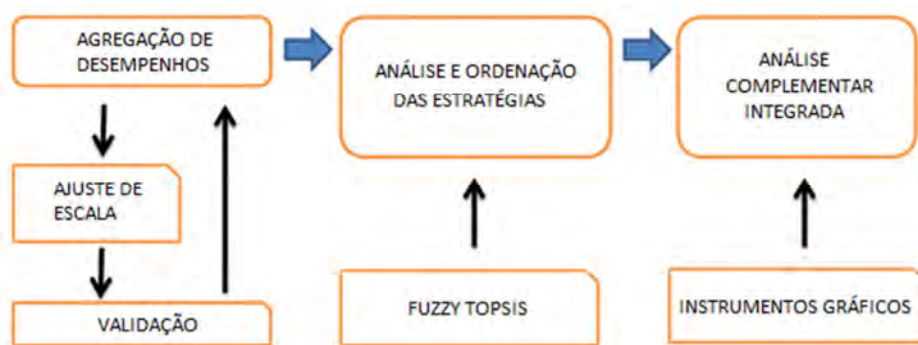 AGREGAÇÃO DE
DESEMPENHOS
ANÁLISE E ORDENAÇÃO
DAS ESTRATÉGIAS
ANÁLISE
COMPLEMENTAR
INTEGRADA
AJUSTE DE
ESCALA
VALIDAÇÃO
FUZZY TOPSIS
INSTRUMENTOS GRÁFICOS